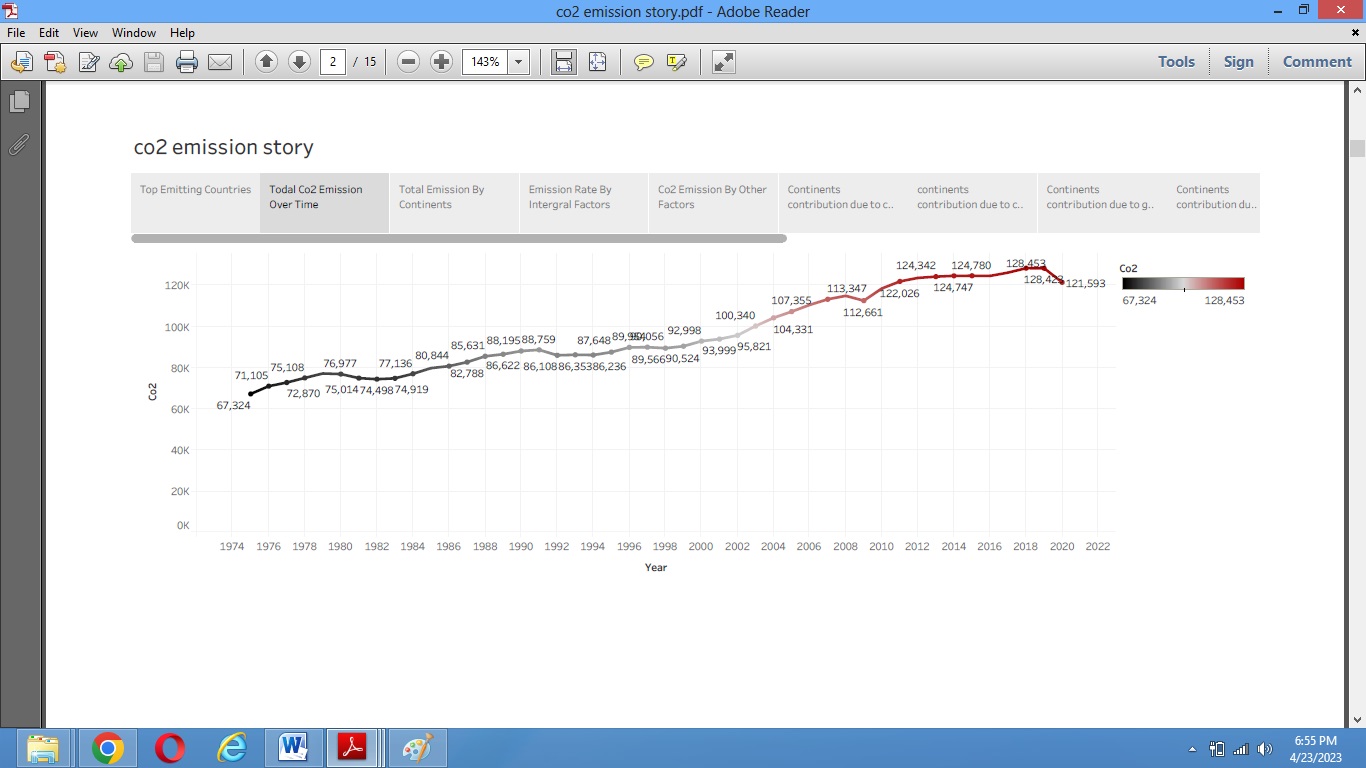 co2 emission story.pdf - Adobe Reader
File Edit View Window Help
2 / 15 143% Tools Sign Comment
co2 emission story
Top Emitting Countries
Todal Co2 Emission
Over Time
Total Emission By
Continents
Emission Rate By
Intergral Factors
Co2 Emission By Other
Factors
Continents
contribution due to c..
continents
contribution due to c..
Continents
contribution due to g..
Continents
contribution du..
Co2
120K
100K
80K
60K
40K
20K
0K
67,324
71,105
75,108
72,870
76,977
75,014
74,498
77,136
74,919
80,844
85,631
82,788
88,195
86,622
88,759
86,108
86,353
87,648
86,236
89,566
92,998
90,524
93,999
100,340
95,821
107,355
104,331
113,347
112,661
124,342
122,026
124,780
124,747
128,453
121,593
1974 1976 1978 1980 1982 1984 1986 1988 1990 1992 1994 1996 1998 2000 2002 2004 2006 2008 2010 2012 2014 2016 2018 2020 2022
Year
Co2
67,324 128,453
6:55 PM
4/23/2023